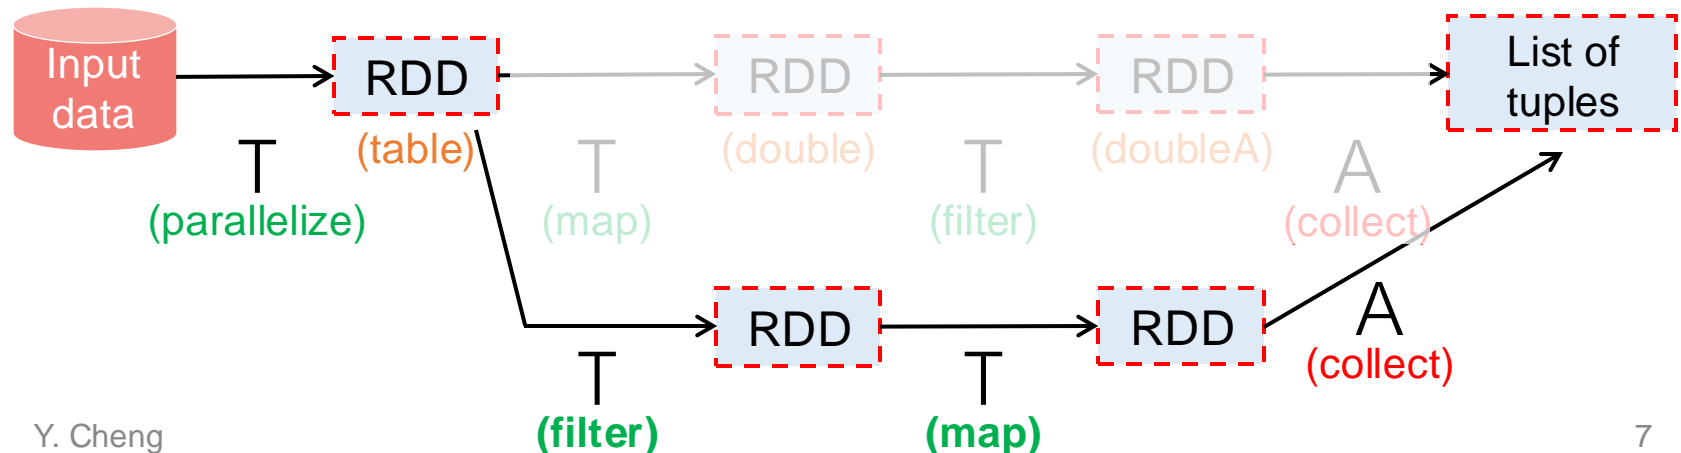 Input
data
RDD
(table)
RDD
(double)
RDD
(doubleA)
List of
tuples
T
(parallelize)
T
(map)
T
(filter)
A
(collect)
RDD
RDD
T
(filter)
T
(map)
A
(collect)
Y. Cheng
7